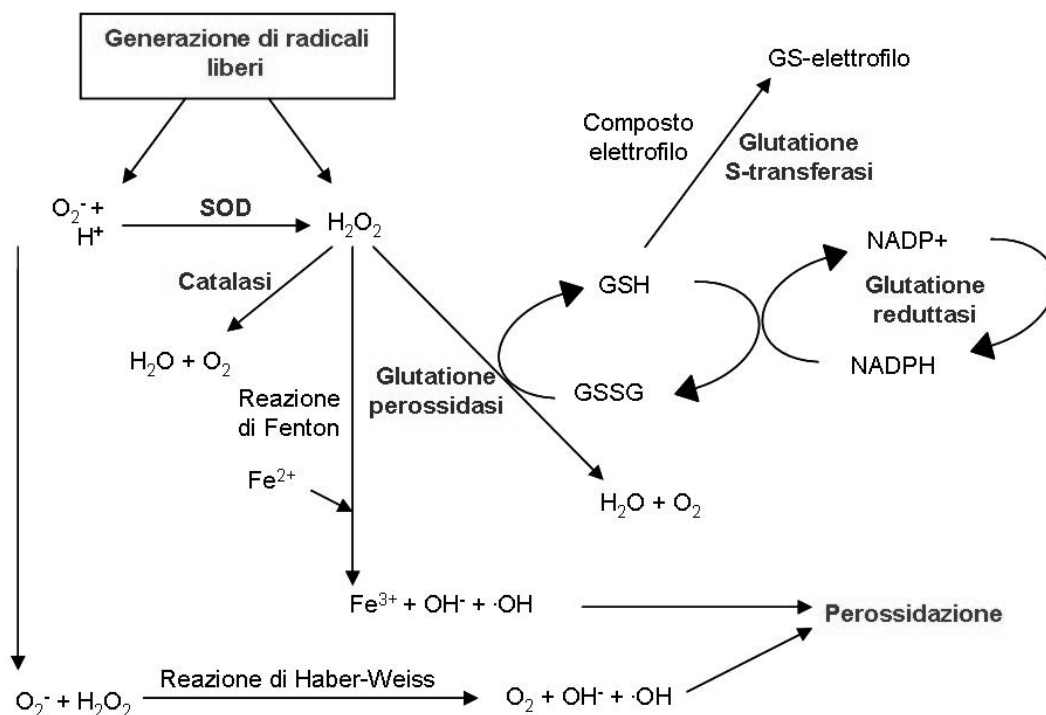 Generazione di radicali
liberi
GS-elettrofilo
Composto
elettrofilo
Glutatione
S-transferasi
O₂⁻ +
H⁺
SOD
H₂O₂
NADP+
Catalasi
GSH
Glutatione
reduttasi
H₂O + O₂
Glutatione
perossidasi
GSSG
NADPH
Reazione
di Fenton
Fe²⁺
H₂O + O₂
Fe³⁺ + OH⁻ + ·OH
Perossidazione
O₂⁻ + H₂O₂
Reazione di Haber-Weiss
O₂ + OH⁻ + ·OH